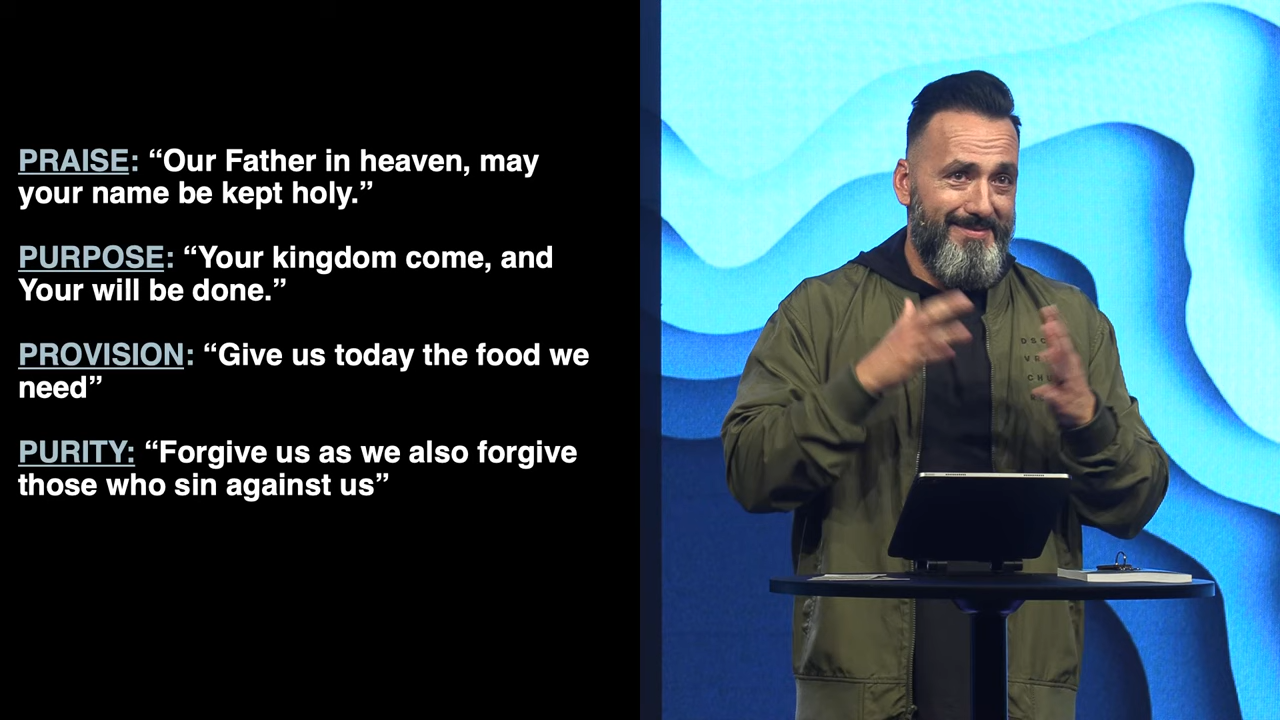 PRAISE: “Our Father in heaven, may
your name be kept holy.”
PURPOSE: “Your kingdom come, and
Your will be done.”
PROVISION: “Give us today the food we
need”
PURITY: “Forgive us as we also forgive
those who sin against us”